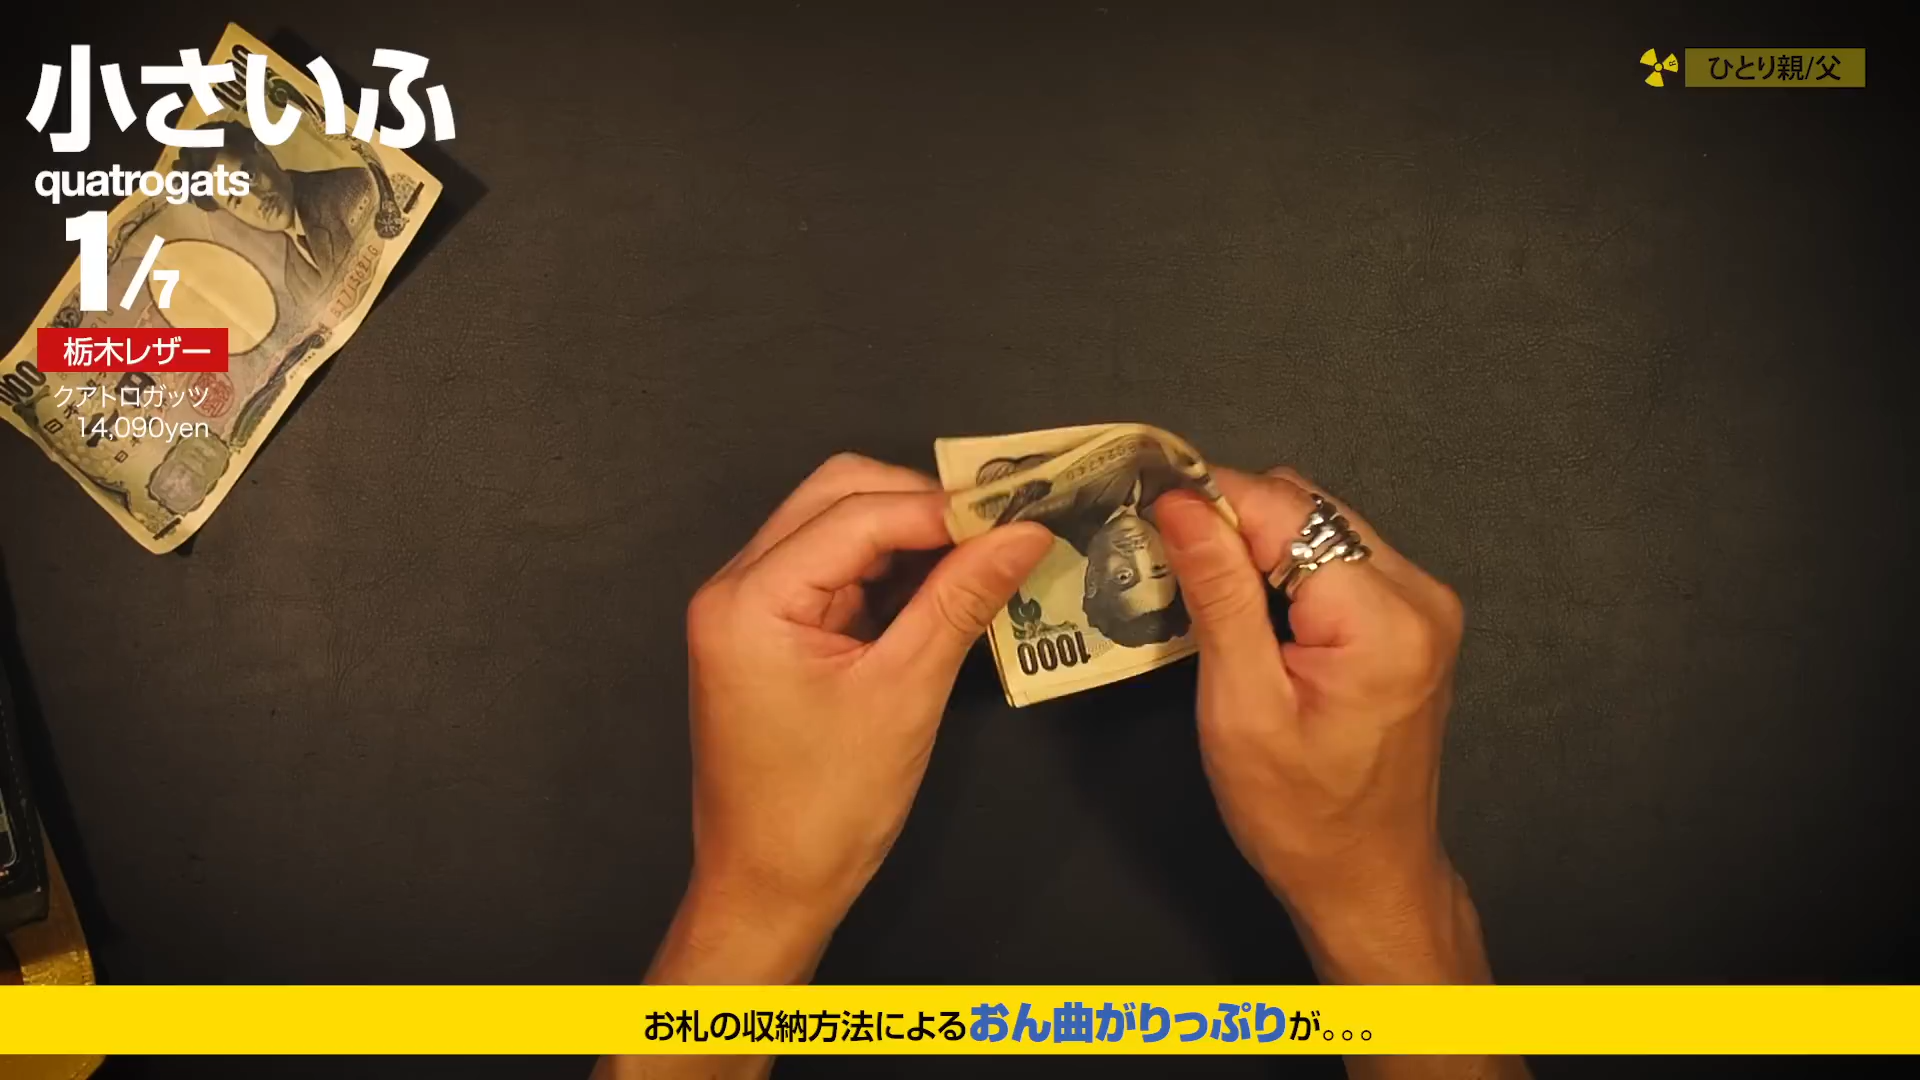 小さいふ
quatrogats
1/7
栃木レザー
クアトロガッツ
14,090yen
ひとり親/父
1000
1000
お札の収納方法によるおん曲がりっぷりが。。。